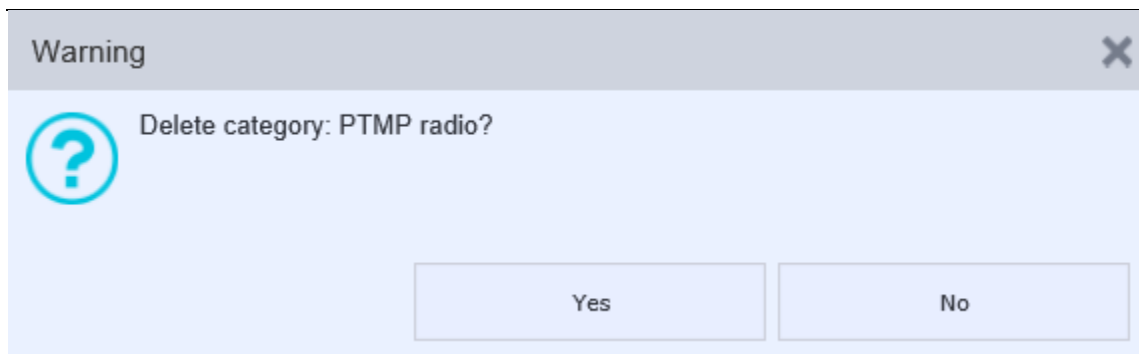 Warning
Delete category: PTMP radio?
Yes
No